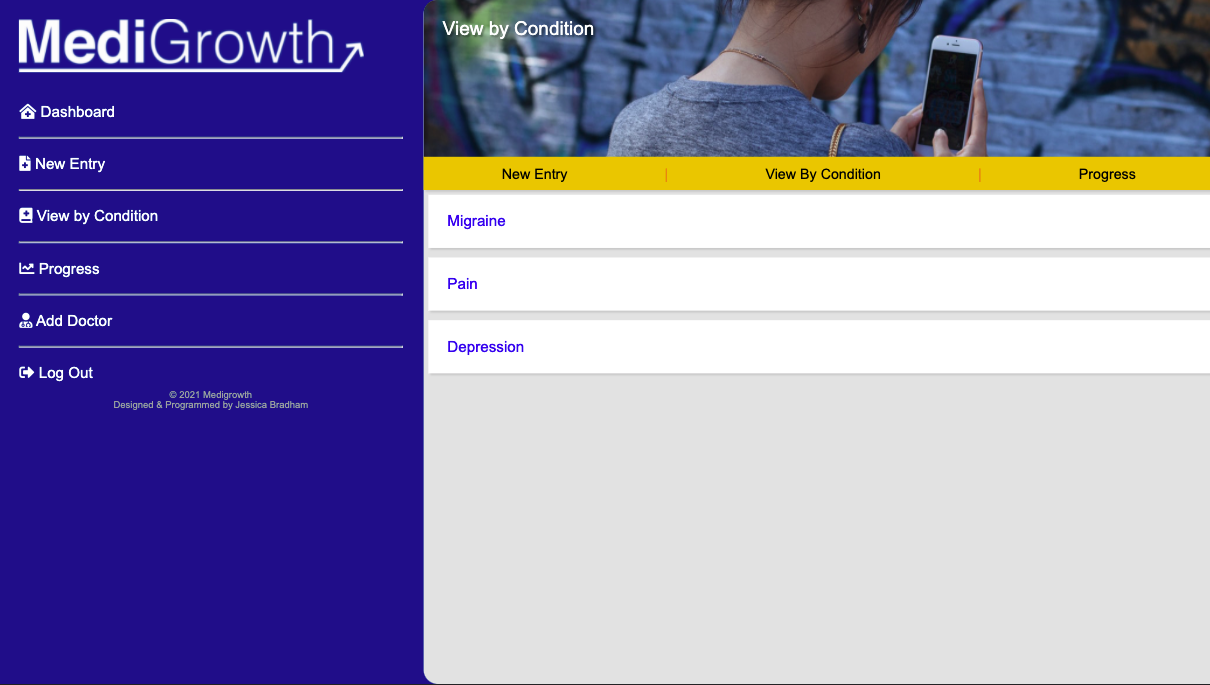 MediGrowth
Dashboard
New Entry
View by Condition
Progress
Add Doctor
Log Out
© 2021 Medigrowth
Designed & Programmed by Jessica Bradham
View by Condition
New Entry | View By Condition | Progress
Migraine
Pain
Depression